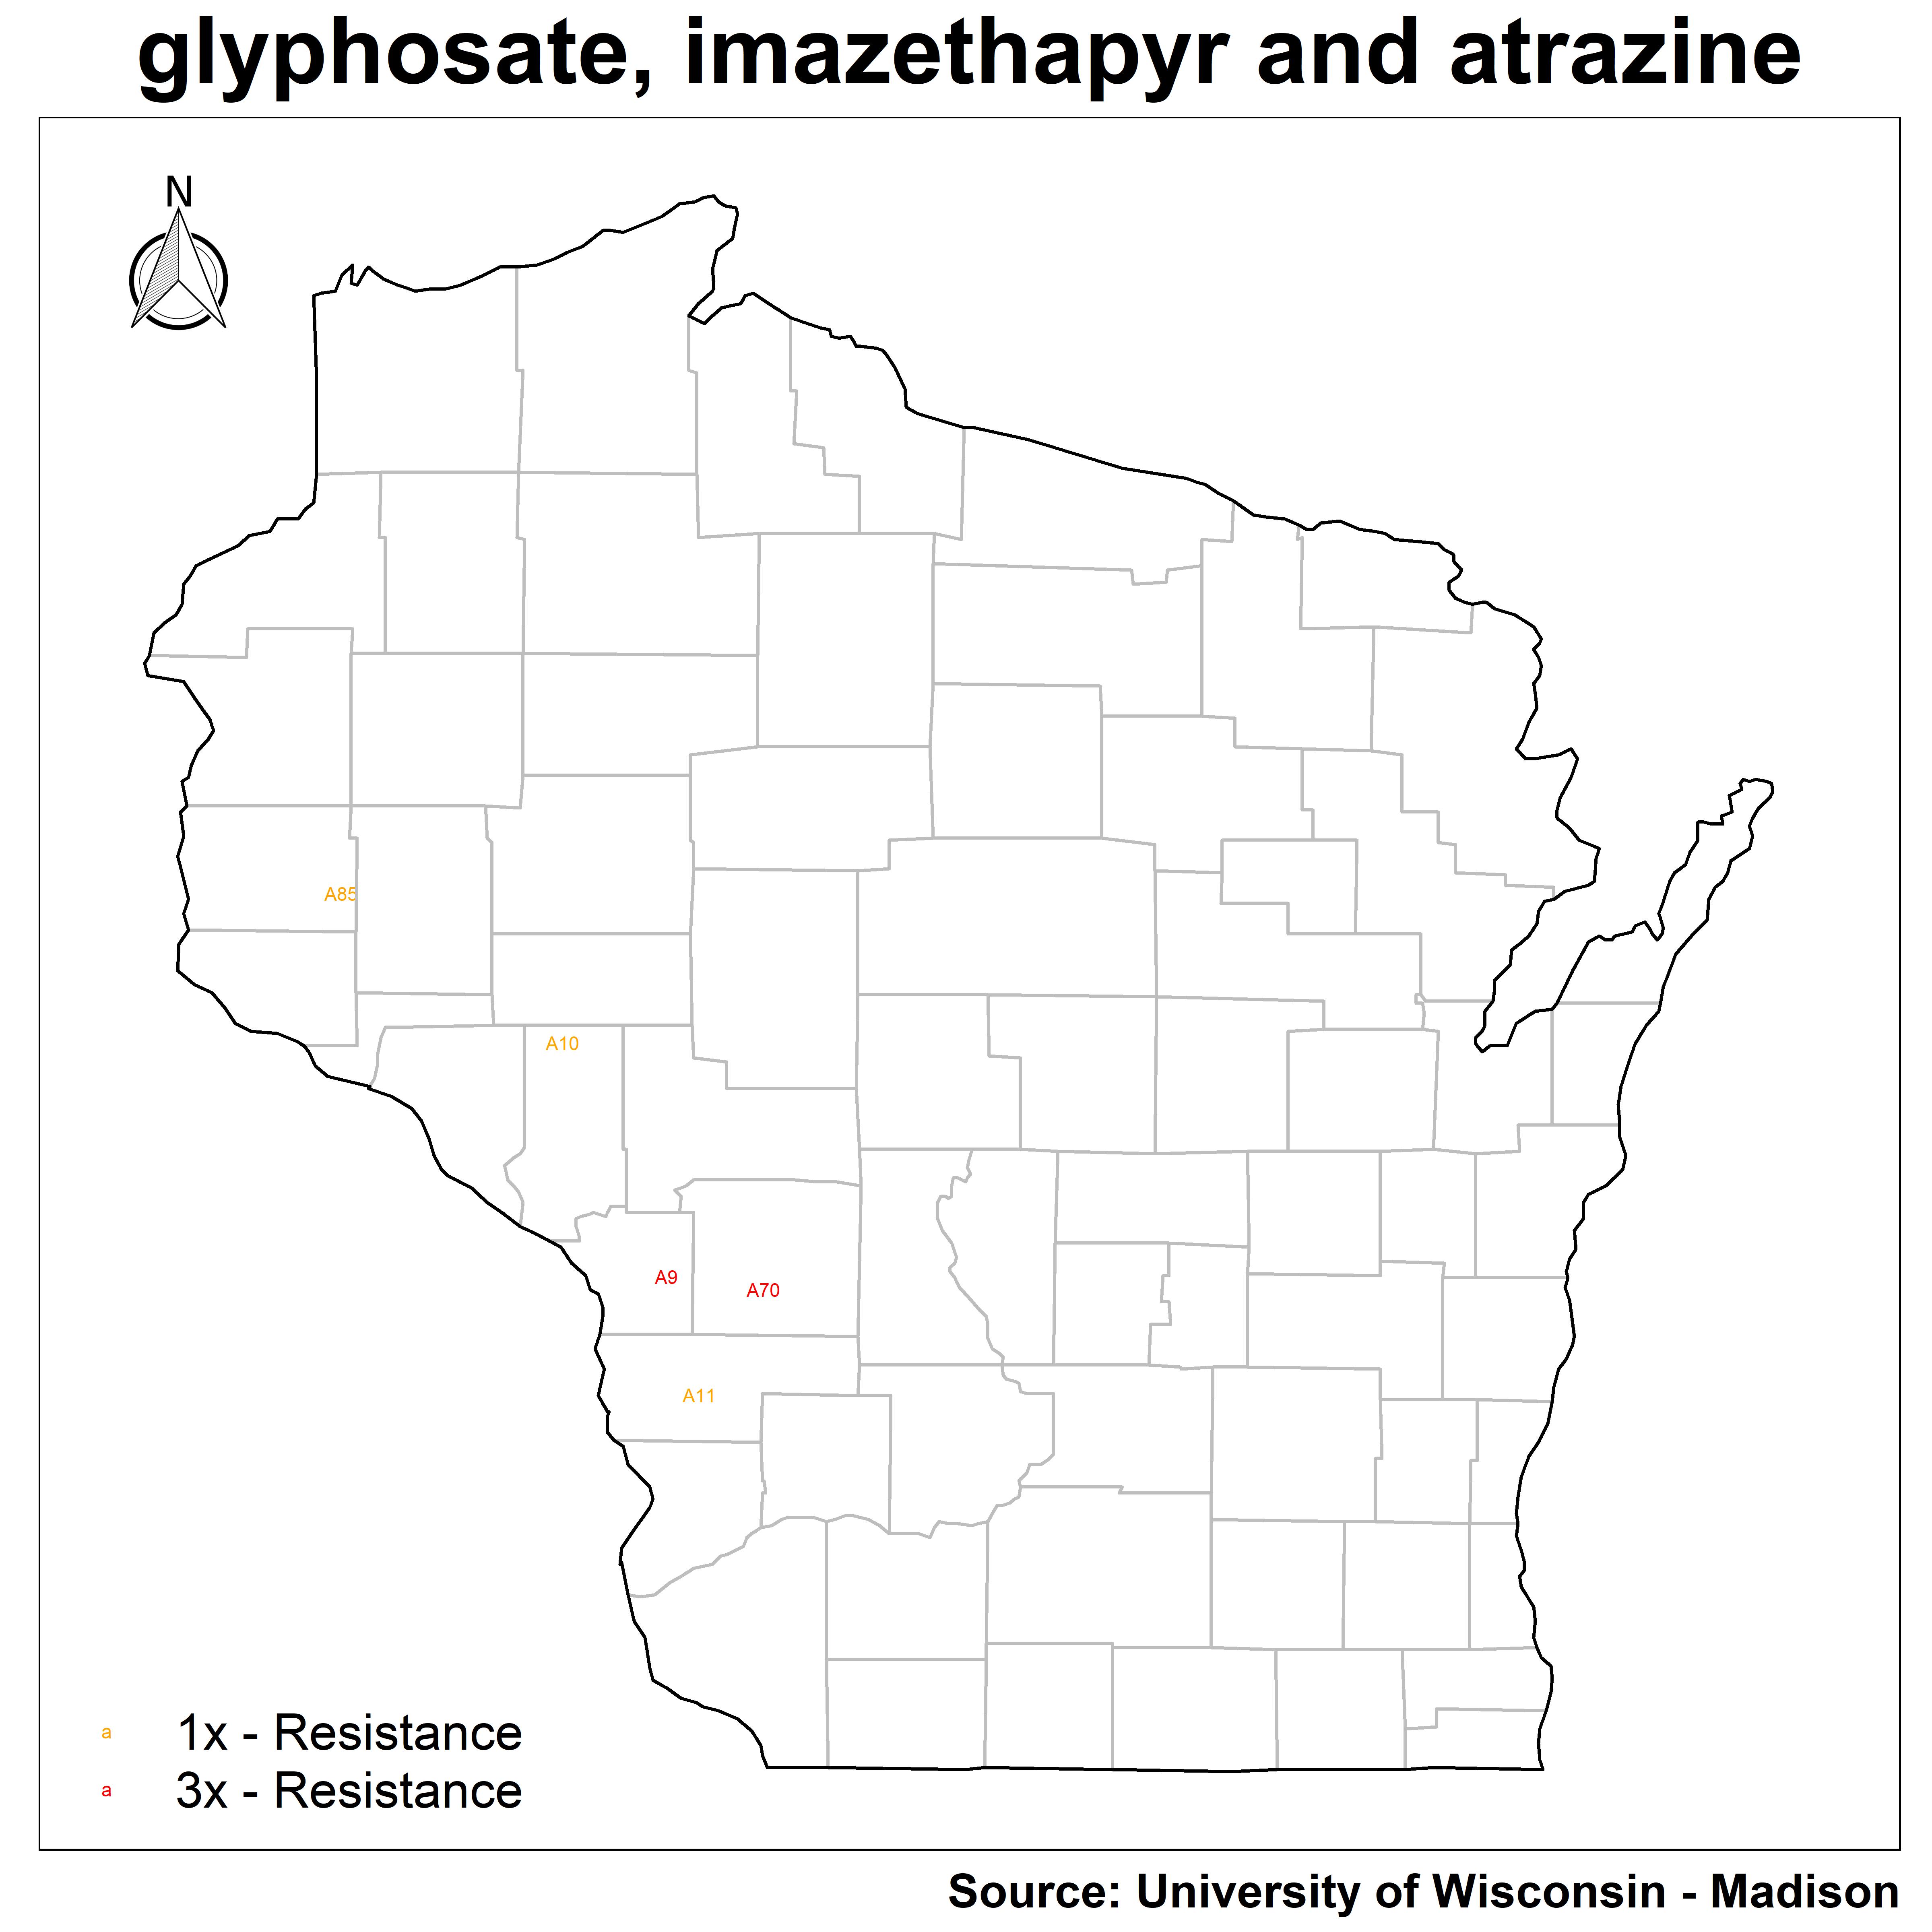 glyphosate, imazethapyr and atrazine
N
A85
A10
A9
A70
A11
a 1x - Resistance
a 3x - Resistance
Source: University of Wisconsin - Madison